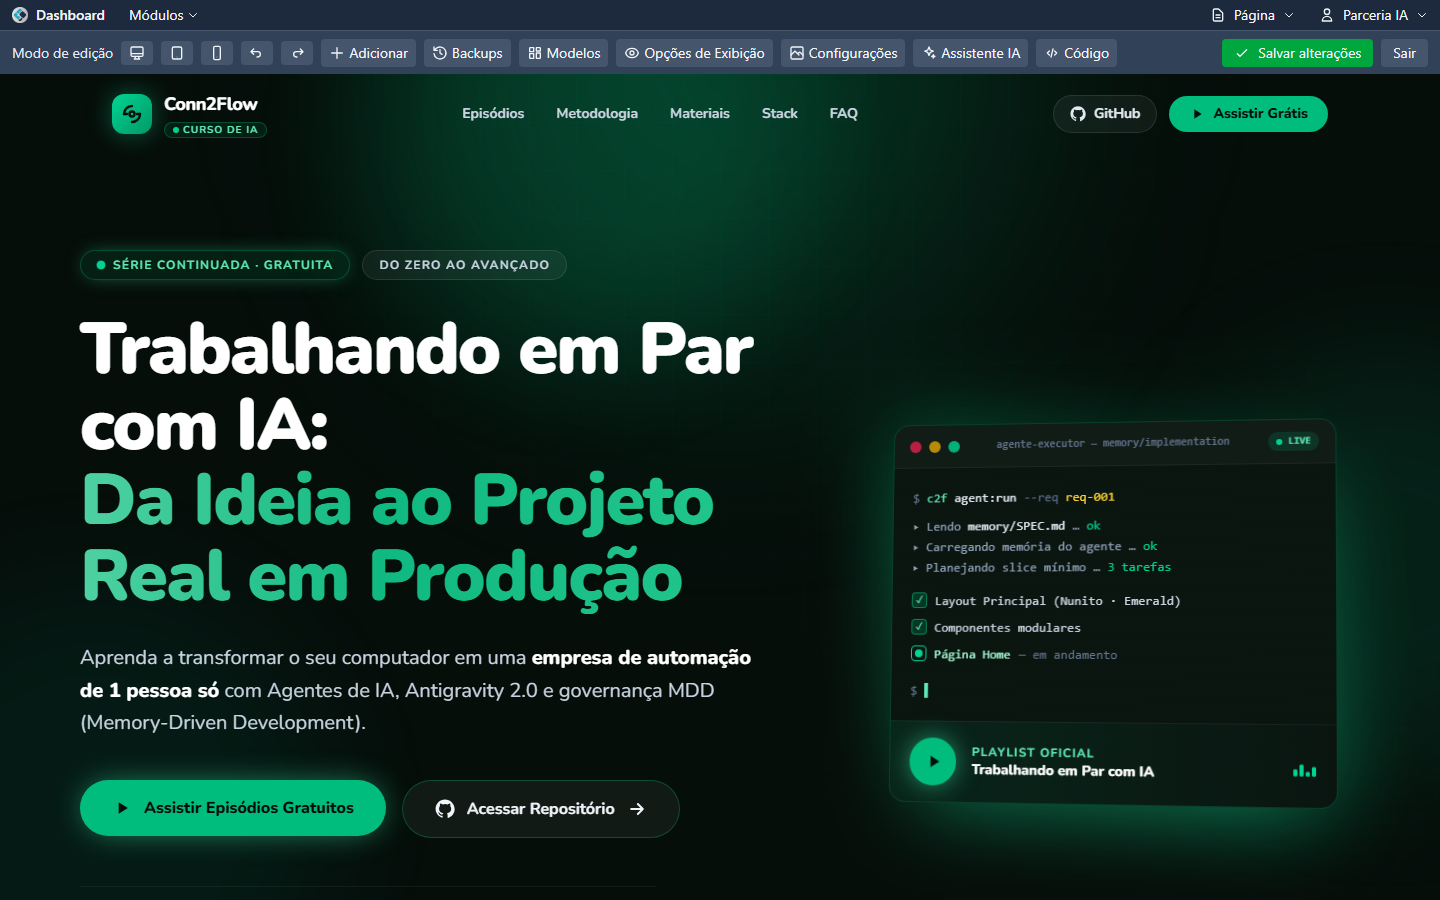 Dashboard Módulos Página Parceria IA
Modo de edição Adicionar Backups Modelos Opções de Exibição Configurações Assistente IA Código Salvar alterações Sair
Conn2Flow
CURSO DE IA
Episódios Metodologia Materiais Stack FAQ
GitHub Assistir Grátis
SÉRIE CONTINUADA · GRATUITA DO ZERO AO AVANÇADO
Trabalhando em Par
com IA:
Da Ideia ao Projeto
Real em Produção
Aprenda a transformar o seu computador em uma empresa de automação
de 1 pessoa só com Agentes de IA, Antigravity 2.0 e governança MDD
(Memory-Driven Development).
Assistir Episódios Gratuitos Acessar Repositório →
agente-executor — memory/implementation LIVE
$ c2f agent:run --req req-001
▸ Lendo memory/SPEC.md … ok
▸ Carregando memória do agente … ok
▸ Planejando slice mínimo … 3 tarefas
✓ Layout Principal (Nunito · Emerald)
✓ Componentes modulares
Página Home — em andamento
$
PLAYLIST OFICIAL
Trabalhando em Par com IA